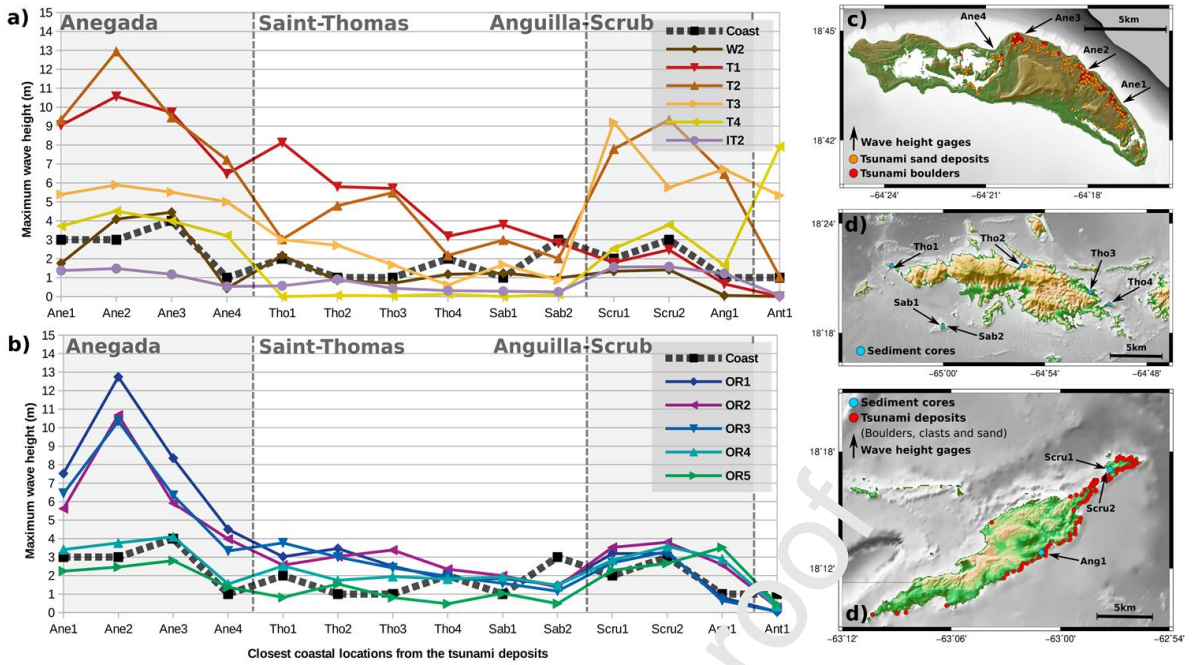 a)
Anegada
Saint-Thomas
Anguilla-Scrub
Maximum wave height (m)
15
14
13
12
11
10
9
8
7
6
5
4
3
2
1
0
Coast
W2
T1
T2
T3
T4
IT2
Ane1 Ane2 Ane3 Ane4 Tho1 Tho2 Tho3 Tho4 Sab1 Sab2 Scru1 Scru2 Ang1 Ant1
b)
Anegada
Saint-Thomas
Anguilla-Scrub
Maximum wave height (m)
15
14
13
12
11
10
9
8
7
6
5
4
3
2
1
0
Coast
OR1
OR2
OR3
OR4
OR5
Ane1 Ane2 Ane3 Ane4 Tho1 Tho2 Tho3 Tho4 Sab1 Sab2 Scru1 Scru2 Ang1 Ant1
Closest coastal locations from the tsunami deposits
c)
Ane4
Ane3
5km
18°45'
Ane2
Ane1
18°42'
Wave height gages
Tsunami sand deposits
Tsunami boulders
−64°24' −64°21' −64°18'
d)
18°24'
Tho1
Tho2
Tho3
Tho4
Sab1
Sab2
18°18'
Sediment cores
5km
−65°00' −64°54' −64°48'
Sediment cores
Tsunami deposits
(Boulders, clasts and sand)
Wave height gages
18°18'
Scru1
Scru2
18°12'
Ang1
d)
5km
−63°12' −63°06' −63°00' −62°54'
roof